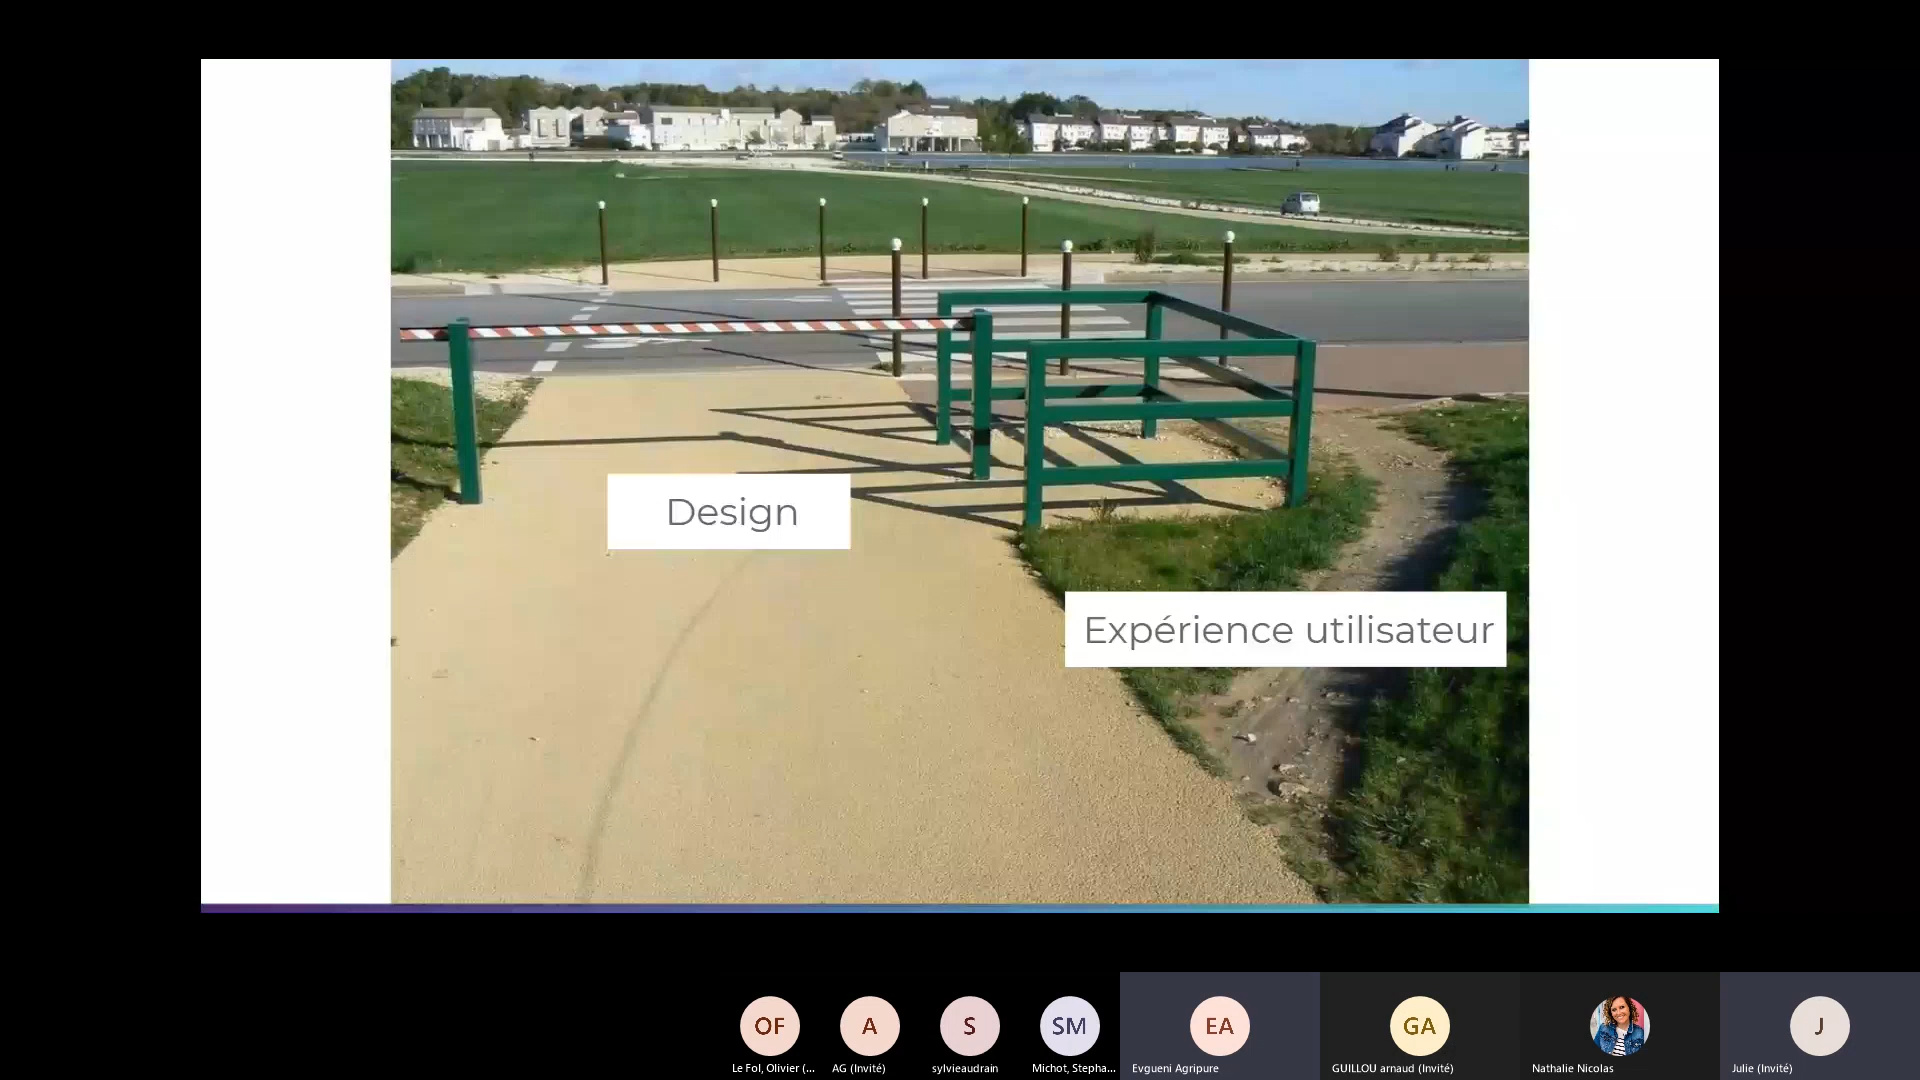 Design
Expérience utilisateur
OF
A
S
SM
EA
GA
J
Le Fol, Olivier (...
AG (Invité)
sylvieaudrain
Michot, Stepha...
Evgueni Agripure
GUILLOU arnaud (Invité)
Nathalie Nicolas
Julie (Invité)